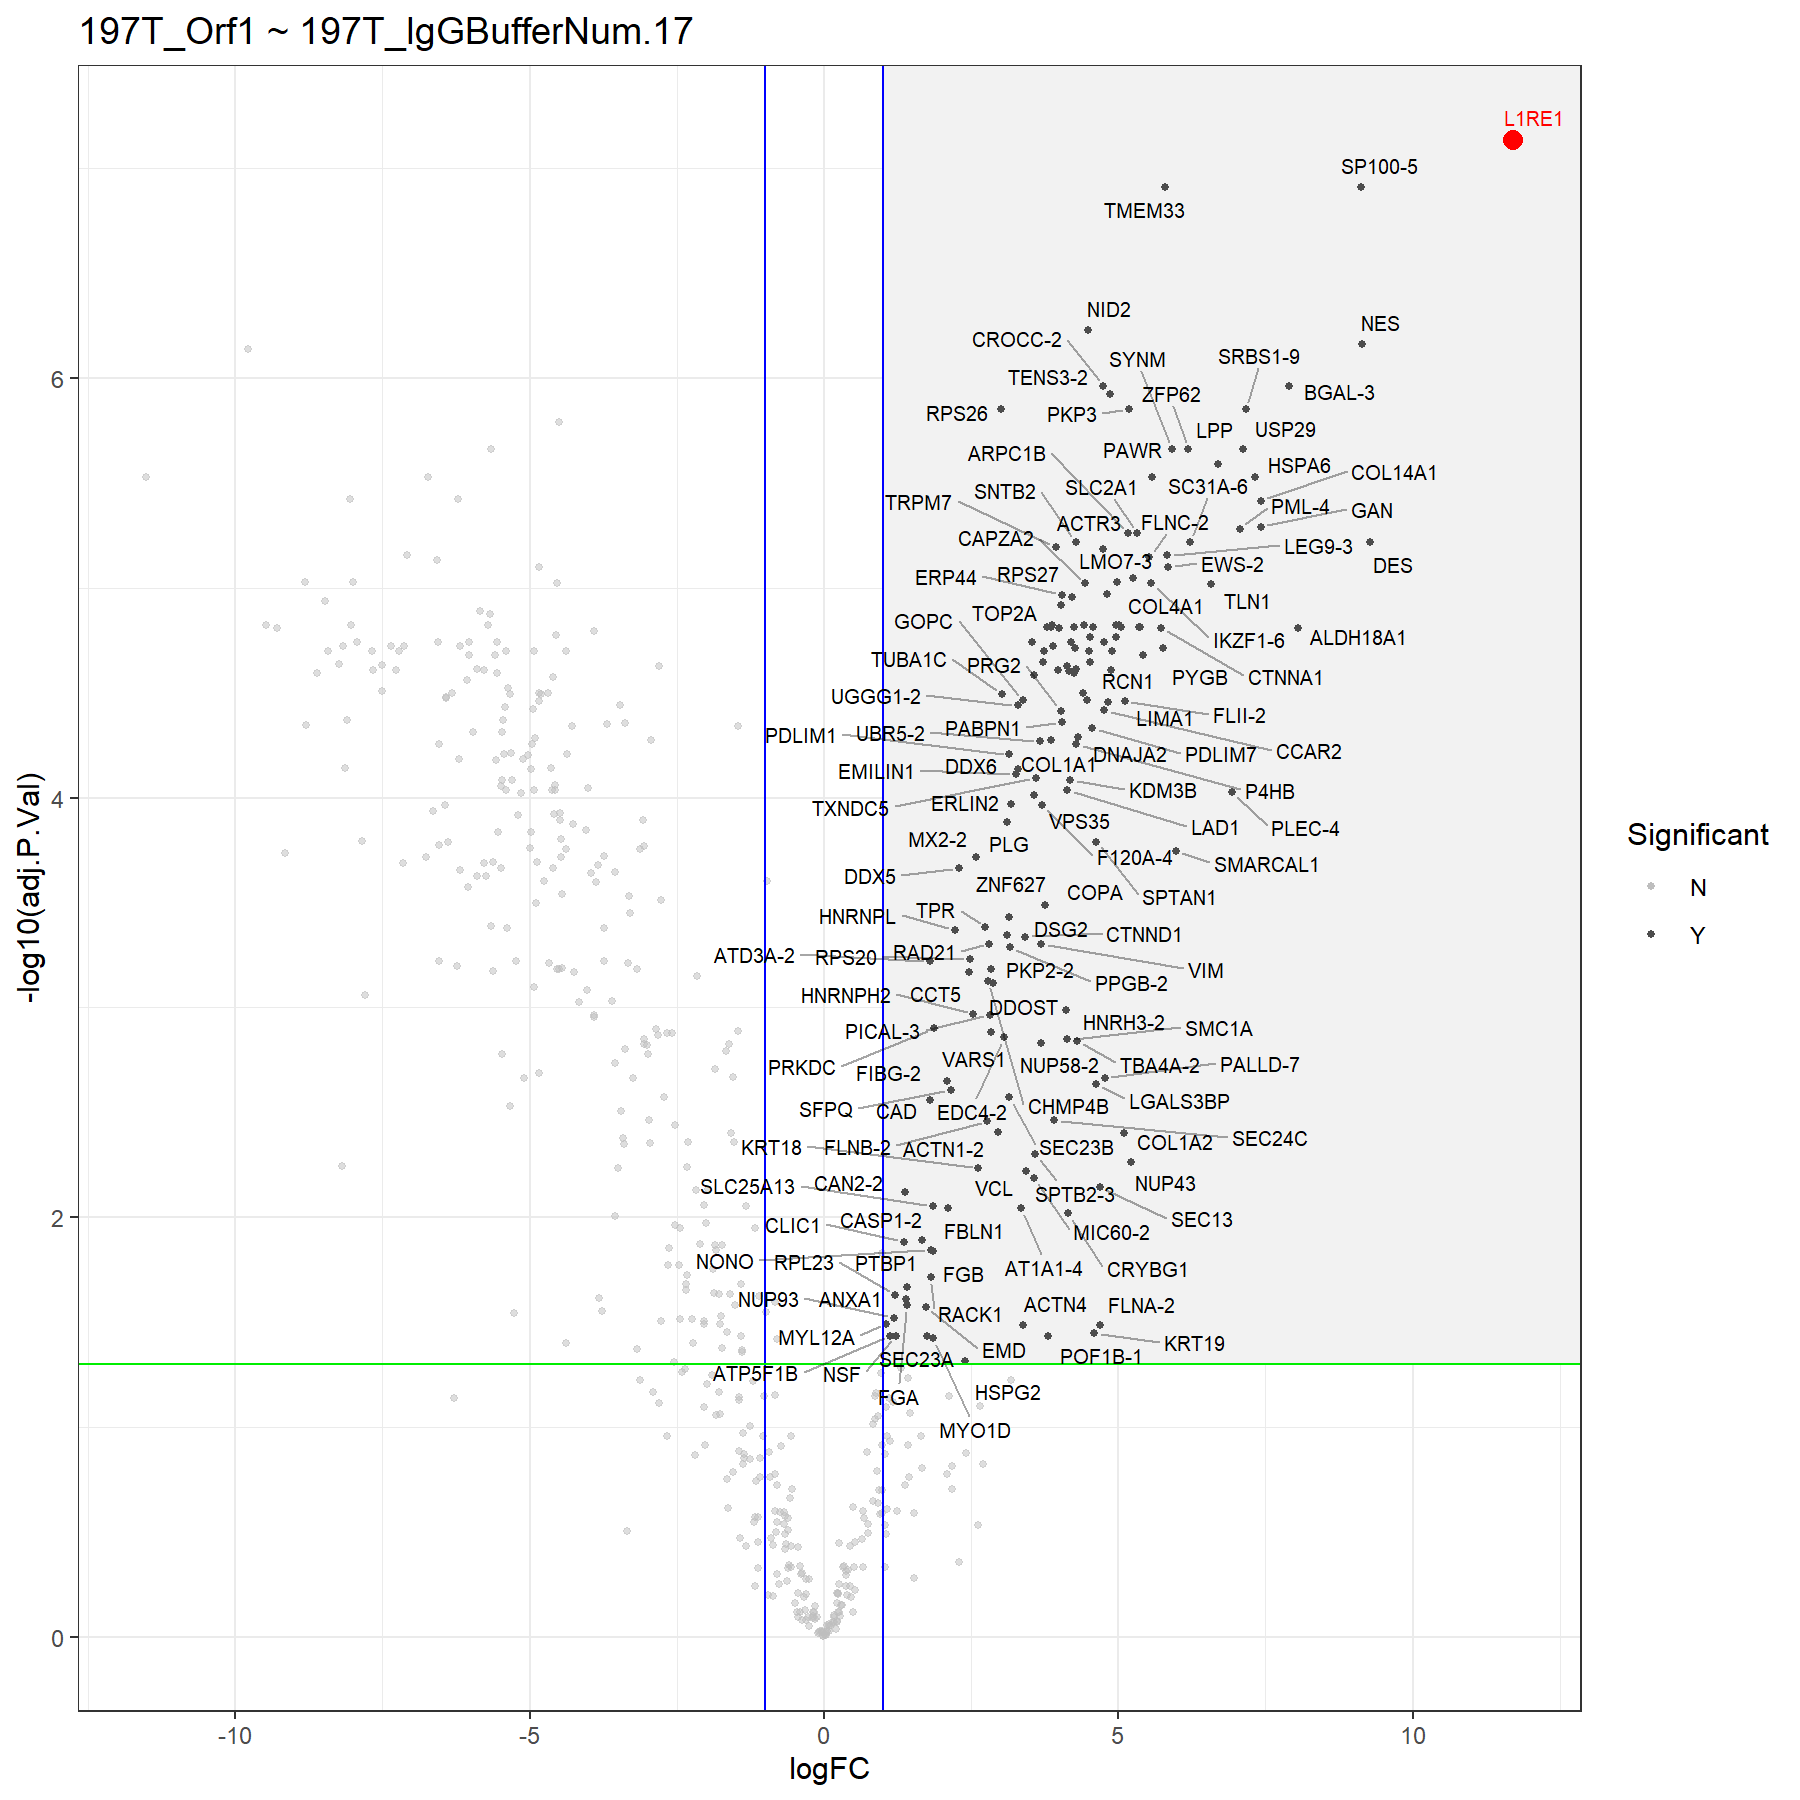 197T_Orf1 ~ 197T_IgGBufferNum.17
L1RE1
SP100-5
TMEM33
NID2
NES
CROCC-2
SYNM
SRBS1-9
TENS3-2
ZFP62
BGAL-3
RPS26
PKP3
LPP
USP29
ARPC1B
PAWR
HSPA6
COL14A1
SNTB2
SLC2A1
SC31A-6
TRPM7
PML-4
GAN
ACTR3
FLNC-2
CAPZA2
LEG9-3
LMO7-3
EWS-2
DES
ERP44
RPS27
TLN1
COL4A1
TOP2A
GOPC
IKZF1-6
ALDH18A1
TUBA1C
PRG2
RCN1
PYGB
CTNNA1
UGGG1-2
LIMA1
FLII-2
PDLIM1
UBR5-2
PABPN1
DNAJA2
PDLIM7
CCAR2
EMILIN1
DDX6
COL1A1
KDM3B
P4HB
TXNDC5
ERLIN2
VPS35
LAD1
PLEC-4
MX2-2
PLG
F120A-4
SMARCAL1
DDX5
ZNF627
COPA
SPTAN1
HNRNPL
TPR
DSG2
CTNND1
ATD3A-2
RPS20
RAD21
PKP2-2
VIM
PPGB-2
HNRNPH2
CCT5
DDOST
HNRH3-2
SMC1A
PICAL-3
PRKDC
VARS1
NUP58-2
TBA4A-2
PALLD-7
FIBG-2
SFPQ
CAD
EDC4-2
CHMP4B
LGALS3BP
KRT18
FLNB-2
ACTN1-2
SEC23B
COL1A2
SEC24C
SLC25A13
CAN2-2
VCL
SPTB2-3
NUP43
CLIC1
CASP1-2
FBLN1
MIC60-2
SEC13
NONO
RPL23
PTBP1
FGB
AT1A1-4
CRYBG1
NUP93
ANXA1
RACK1
ACTN4
FLNA-2
MYL12A
SEC23A
EMD
POF1B-1
KRT19
ATP5F1B
NSF
FGA
HSPG2
MYO1D
6
4
2
0
-10
-5
0
5
10
logFC
-log10(adj.P.Val)
Significant
N
Y